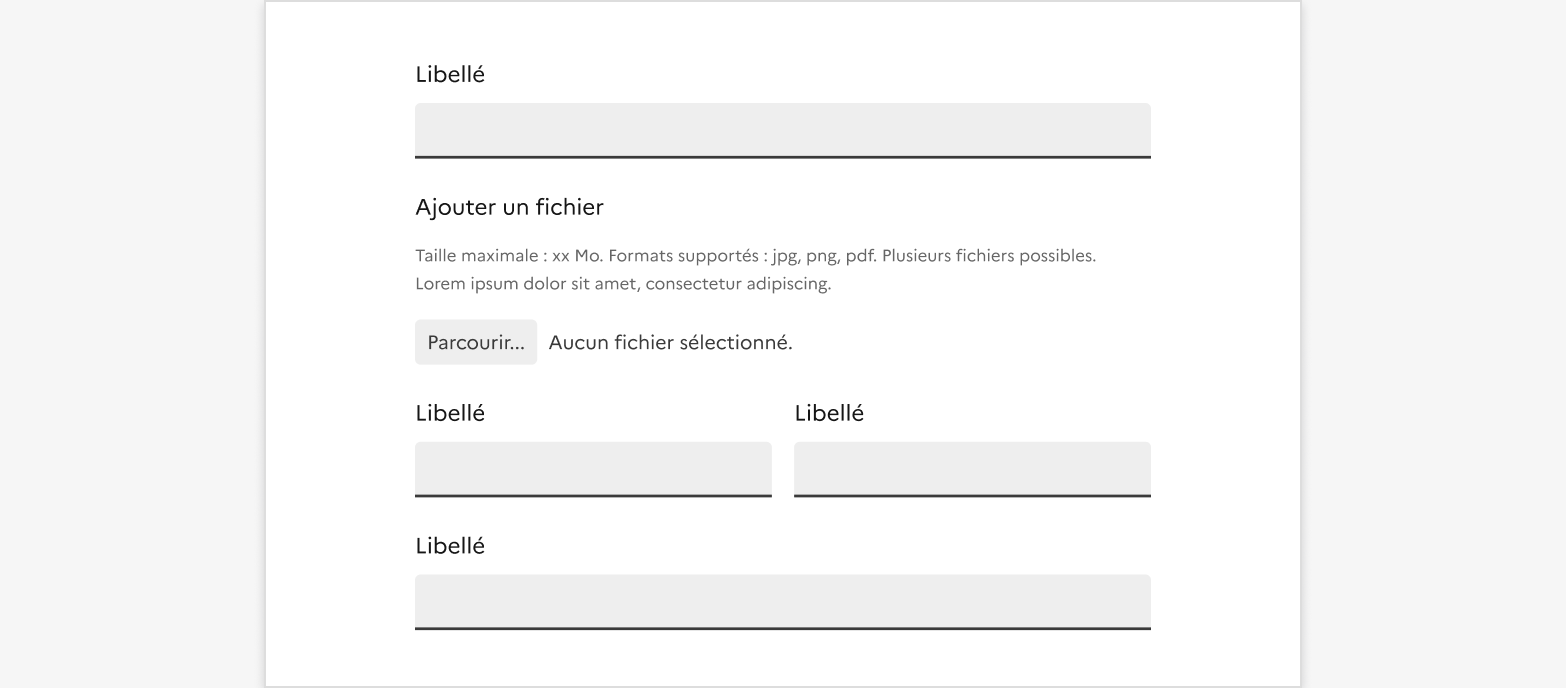 Libellé
Ajouter un fichier
Taille maximale : xx Mo. Formats supportés : jpg, png, pdf. Plusieurs fichiers possibles.
Lorem ipsum dolor sit amet, consectetur adipiscing.
Parcourir... Aucun fichier sélectionné.
Libellé Libellé
Libellé